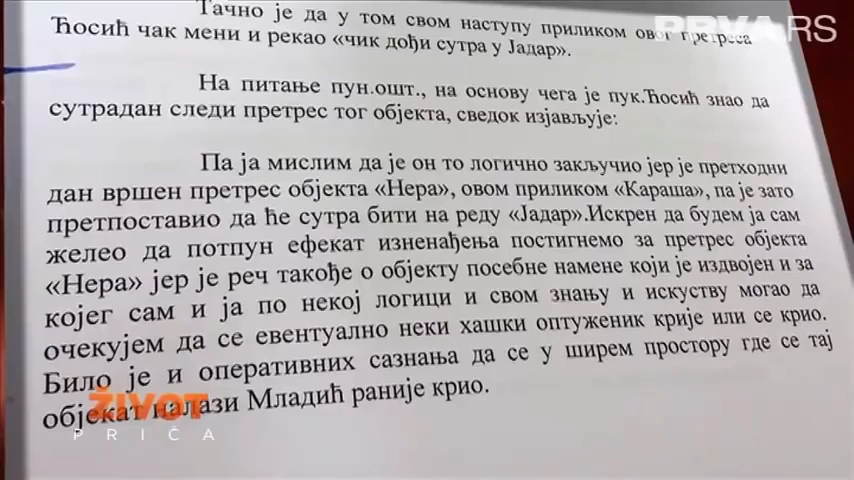 Тачно је да у том свом наступу приликом овог претреса
Ћосић чак мени и рекао «чик дођи сутра у Јадар».
На питање пун.ошт., на основу чега је пук.Ћосић знао да
сутрадан следи претрес тог објекта, сведок изјављује:
Па ја мислим да је он то логично закључио јер је претходни
дан вршен претрес објекта «Нера», овом приликом «Караша», па је зато
претпоставио да ће сутра бити на реду «Јадар».Искрен да будем ја сам
желео да потпун ефекат изненађења постигнемо за претрес објекта
«Нера» јер је реч такође о објекту посебне намене који је издвојен и за
којег сам и ја по некој логици и свом знању и искуству могао да
очекујем да се евентуално неки хашки оптуженик крије или се крио.
Било је и оперативних сазнања да се у ширем простору где се тај
објекат налази Младић раније крио.
PRVA.RS
ŽIVOT
PRIČA